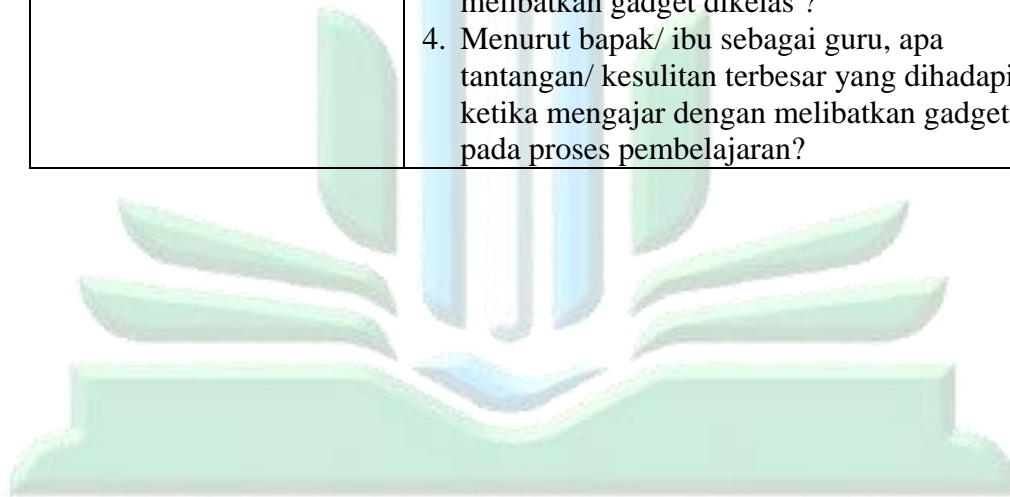 melibatkan gadget dikelas ?
4. Menurut bapak/ ibu sebagai guru, apa
tantangan/ kesulitan terbesar yang dihadapi
ketika mengajar dengan melibatkan gadget
pada proses pembelajaran?